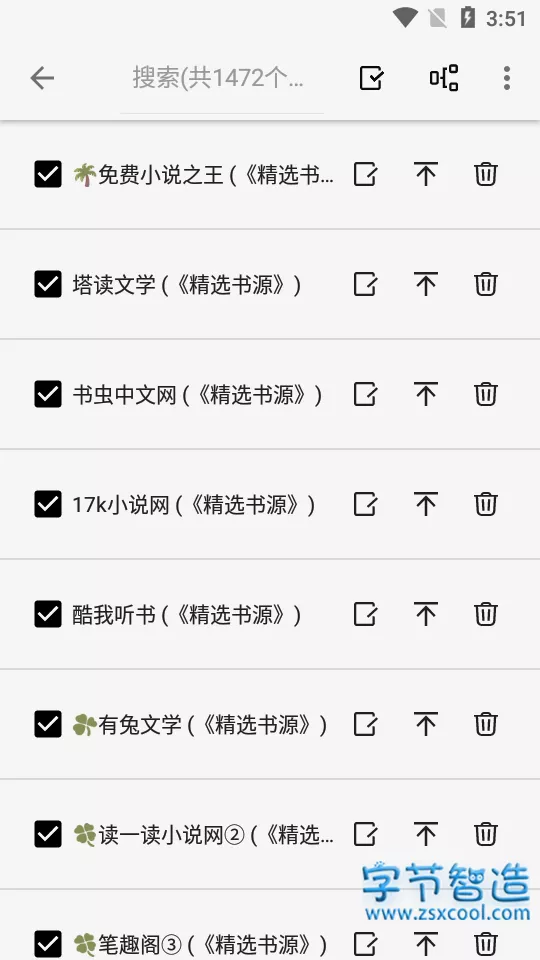 3:51
搜索(共1472个...
免费小说之王 (《精选书...
塔读文学 (《精选书源》)
书虫中文网 (《精选书源》)
17k小说网 (《精选书源》)
酷我听书 (《精选书源》)
有兔文学 (《精选书源》)
读一读小说网② (《精选...
笔趣阁③ (《精选书源》)
字节智造
www.zsxcool.com